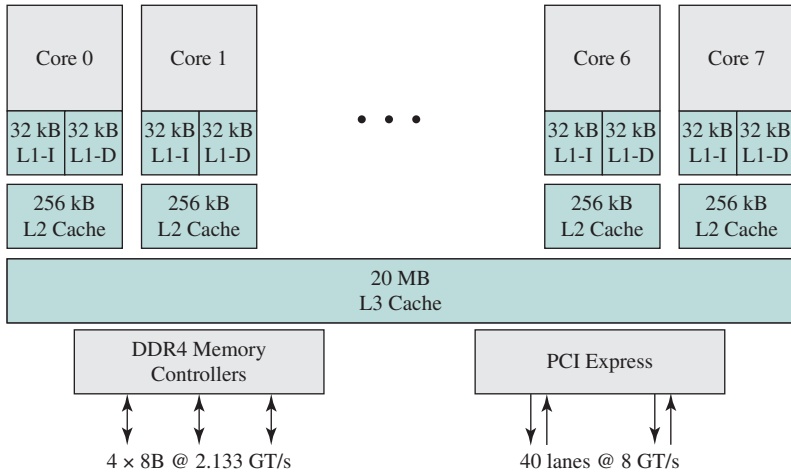 Core 0
Core 1
Core 6
Core 7
32 kB
L1-I
32 kB
L1-D
32 kB
L1-I
32 kB
L1-D
32 kB
L1-I
32 kB
L1-D
32 kB
L1-I
32 kB
L1-D
256 kB
L2 Cache
256 kB
L2 Cache
256 kB
L2 Cache
256 kB
L2 Cache
20 MB
L3 Cache
DDR4 Memory
Controllers
PCI Express
4 × 8B @ 2.133 GT/s
40 lanes @ 8 GT/s